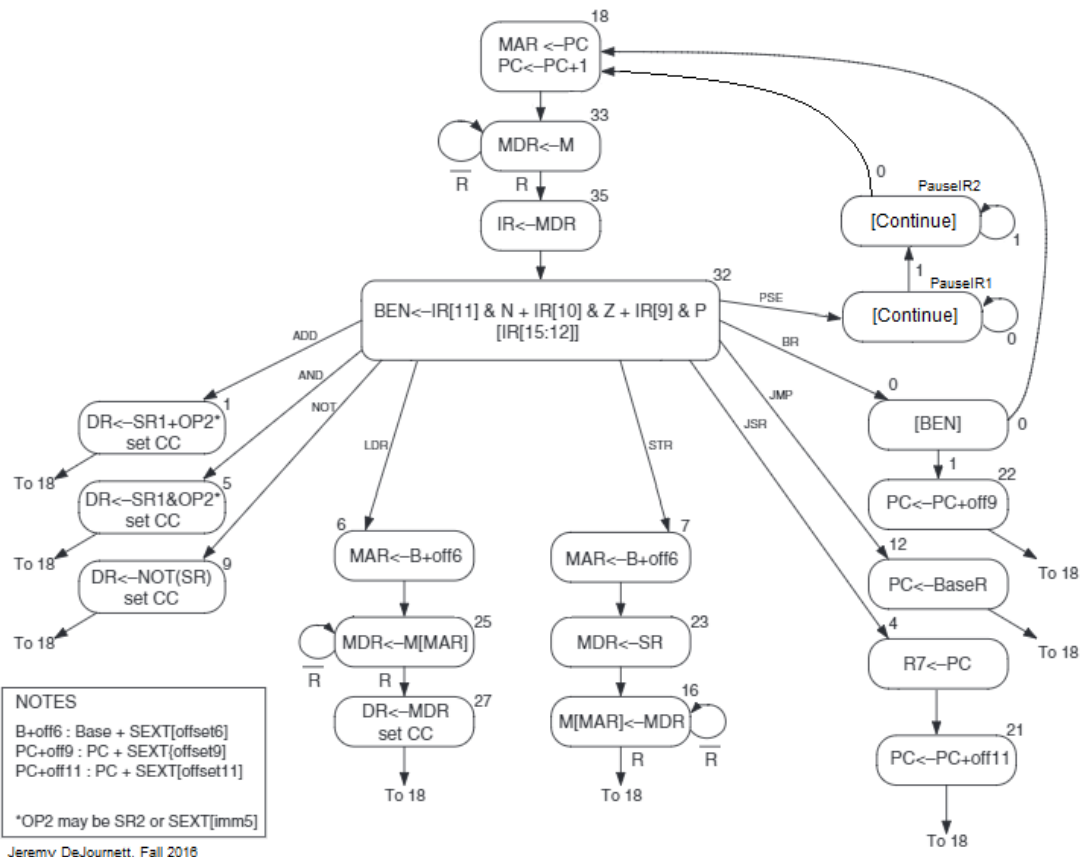 18
MAR <–PC
PC<–PC+1
33
MDR<–M
R
R
35
IR<–MDR
0
PauseIR2
[Continue]
1
1
PauseIR1
[Continue]
0
32
BEN<–IR[11] & N + IR[10] & Z + IR[9] & P
[IR[15:12]]
PSE
BR
JMP
JSR
ADD
AND
NOT
LDR
STR
1
DR<–SR1+OP2*
set CC
To 18
5
DR<–SR1&OP2*
set CC
To 18
9
DR<–NOT(SR)
set CC
To 18
6
MAR<–B+off6
25
MDR<–M[MAR]
R
R
27
DR<–MDR
set CC
To 18
7
MAR<–B+off6
23
MDR<–SR
16
M[MAR]<–MDR
R
R
To 18
0
[BEN]
0
1
22
PC<–PC+off9
To 18
12
PC<–BaseR
To 18
4
R7<–PC
21
PC<–PC+off11
To 18
NOTES
B+off6 : Base + SEXT[offset6]
PC+off9 : PC + SEXT{offset9]
PC+off11 : PC + SEXT[offset11]
*OP2 may be SR2 or SEXT[imm5]
Jeremy DeJournett, Fall 2016